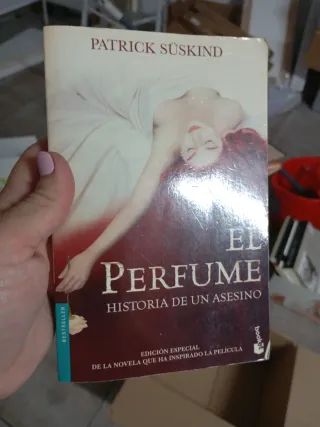 PATRICK SÜSKIND
EL
PERFUME
HISTORIA DE UN ASESINO
BESTSELLER
EDICIÓN ESPECIAL
DE LA NOVELA QUE HA INSPIRADO LA PELÍCULA
Booket